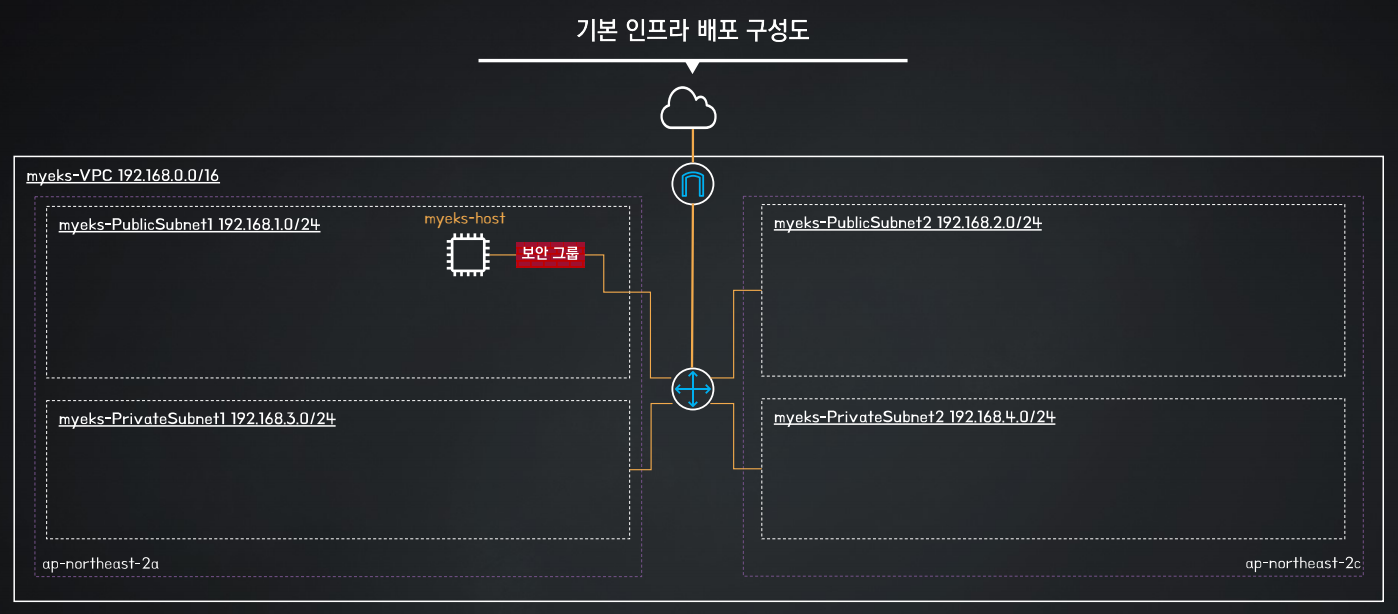 기본 인프라 배포 구성도
myeks-VPC 192.168.0.0/16
myeks-PublicSubnet1 192.168.1.0/24
myeks-host
보안 그룹
myeks-PublicSubnet2 192.168.2.0/24
myeks-PrivateSubnet1 192.168.3.0/24
myeks-PrivateSubnet2 192.168.4.0/24
ap-northeast-2a
ap-northeast-2c